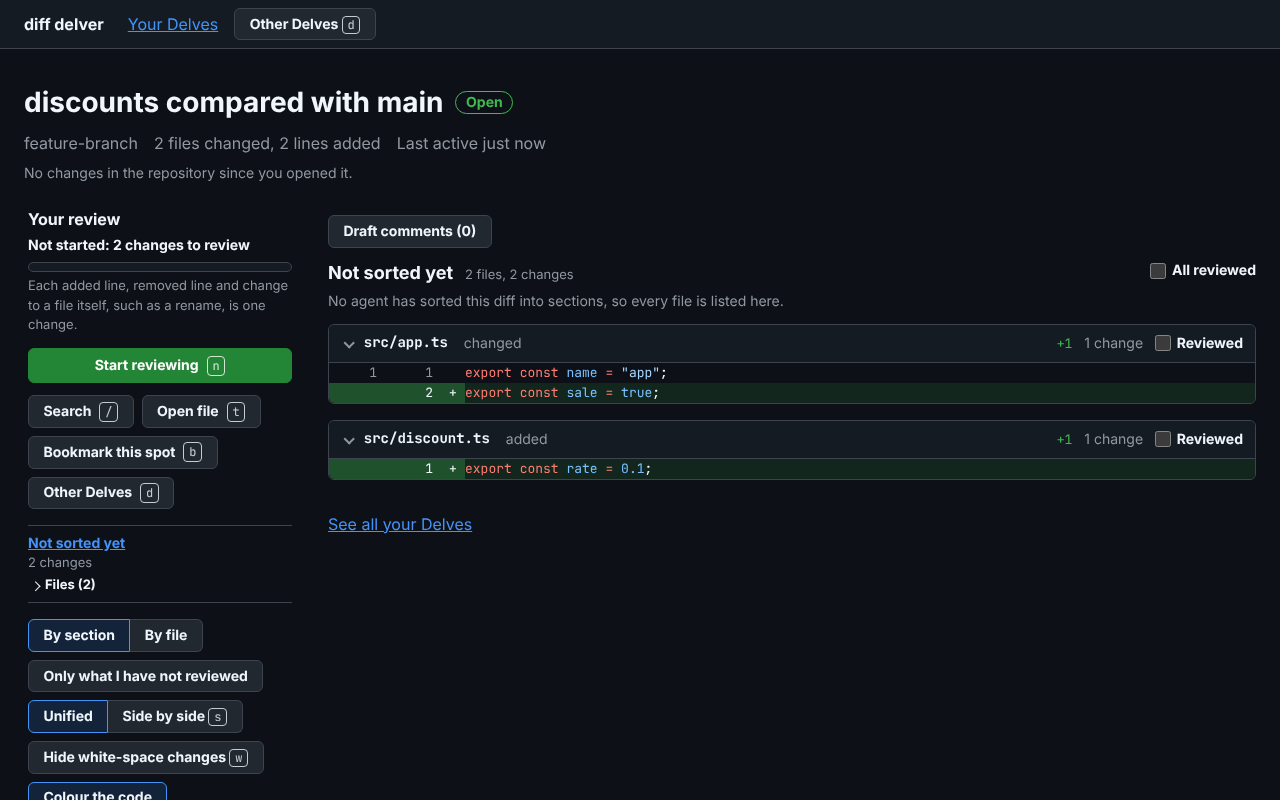 diff delver Your Delves Other Delves d
discounts compared with main Open
feature-branch 2 files changed, 2 lines added Last active just now
No changes in the repository since you opened it.
Your review
Not started: 2 changes to review
Each added line, removed line and change
to a file itself, such as a rename, is one
change.
Start reviewing n
Search / Open file t
Bookmark this spot b
Other Delves d
Not sorted yet
2 changes
Files (2)
By section By file
Only what I have not reviewed
Unified Side by side s
Hide white-space changes w
Colour the code
Draft comments (0)
Not sorted yet 2 files, 2 changes All reviewed
No agent has sorted this diff into sections, so every file is listed here.
src/app.ts changed +1 1 change Reviewed
1 1 export const name = "app";
2 + export const sale = true;
src/discount.ts added +1 1 change Reviewed
1 + export const rate = 0.1;
See all your Delves